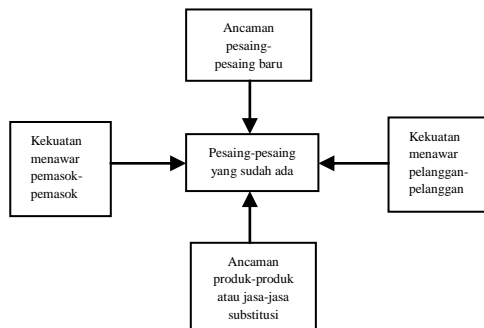 Ancaman
pesaing-
pesaing baru
Kekuatan
menawar
pemasok-
pemasok
Pesaing-pesaing
yang sudah ada
Kekuatan
menawar
pelanggan-
pelanggan
Ancaman
produk-produk
atau jasa-jasa
substitusi